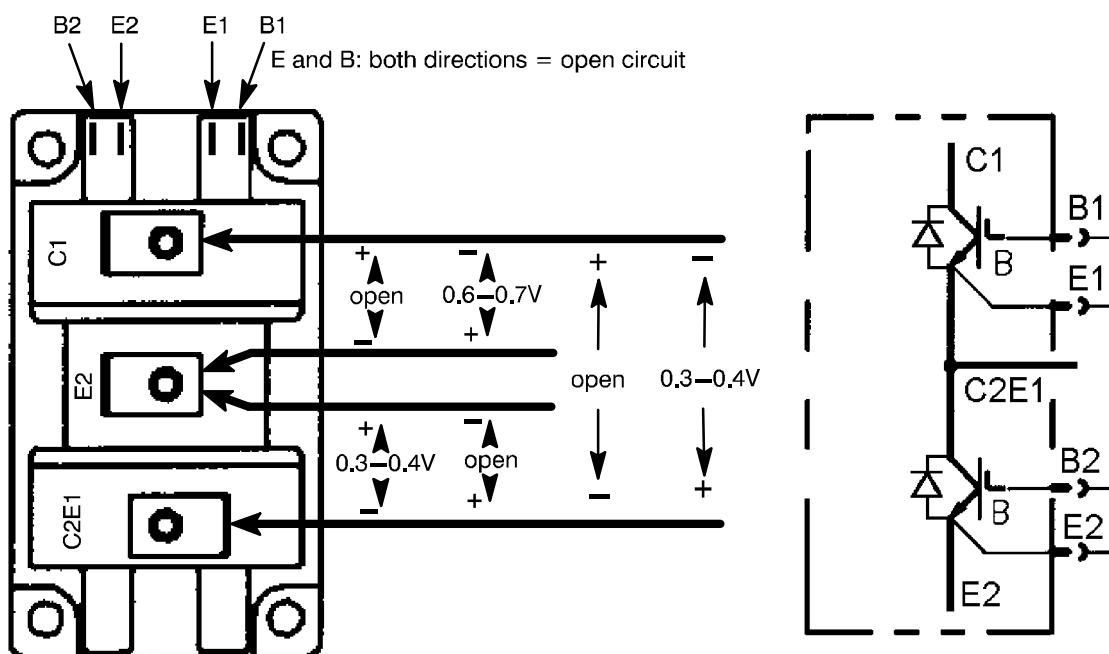 B2 E2 E1 B1
E and B: both directions = open circuit
C1
+ − + −
open 0.6–0.7V
− +
E2
open 0.3–0.4V
+ −
0.3–0.4V open
− + − +
C2E1
C1
B1
B
E1
C2E1
B2
B
E2
E2